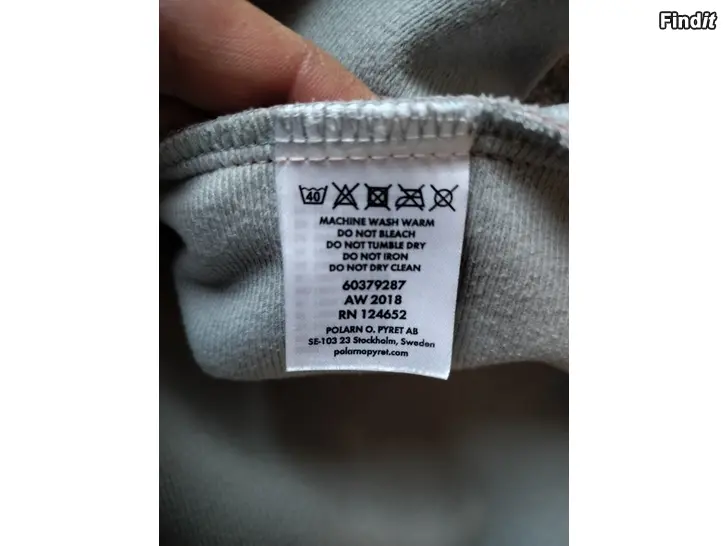 Findit
40
MACHINE WASH WARM
DO NOT BLEACH
DO NOT TUMBLE DRY
DO NOT IRON
DO NOT DRY CLEAN
60379287
AW 2018
RN 124652
POLARN O. PYRET AB
SE-103 23 Stockholm, Sweden
polarnopyret.com